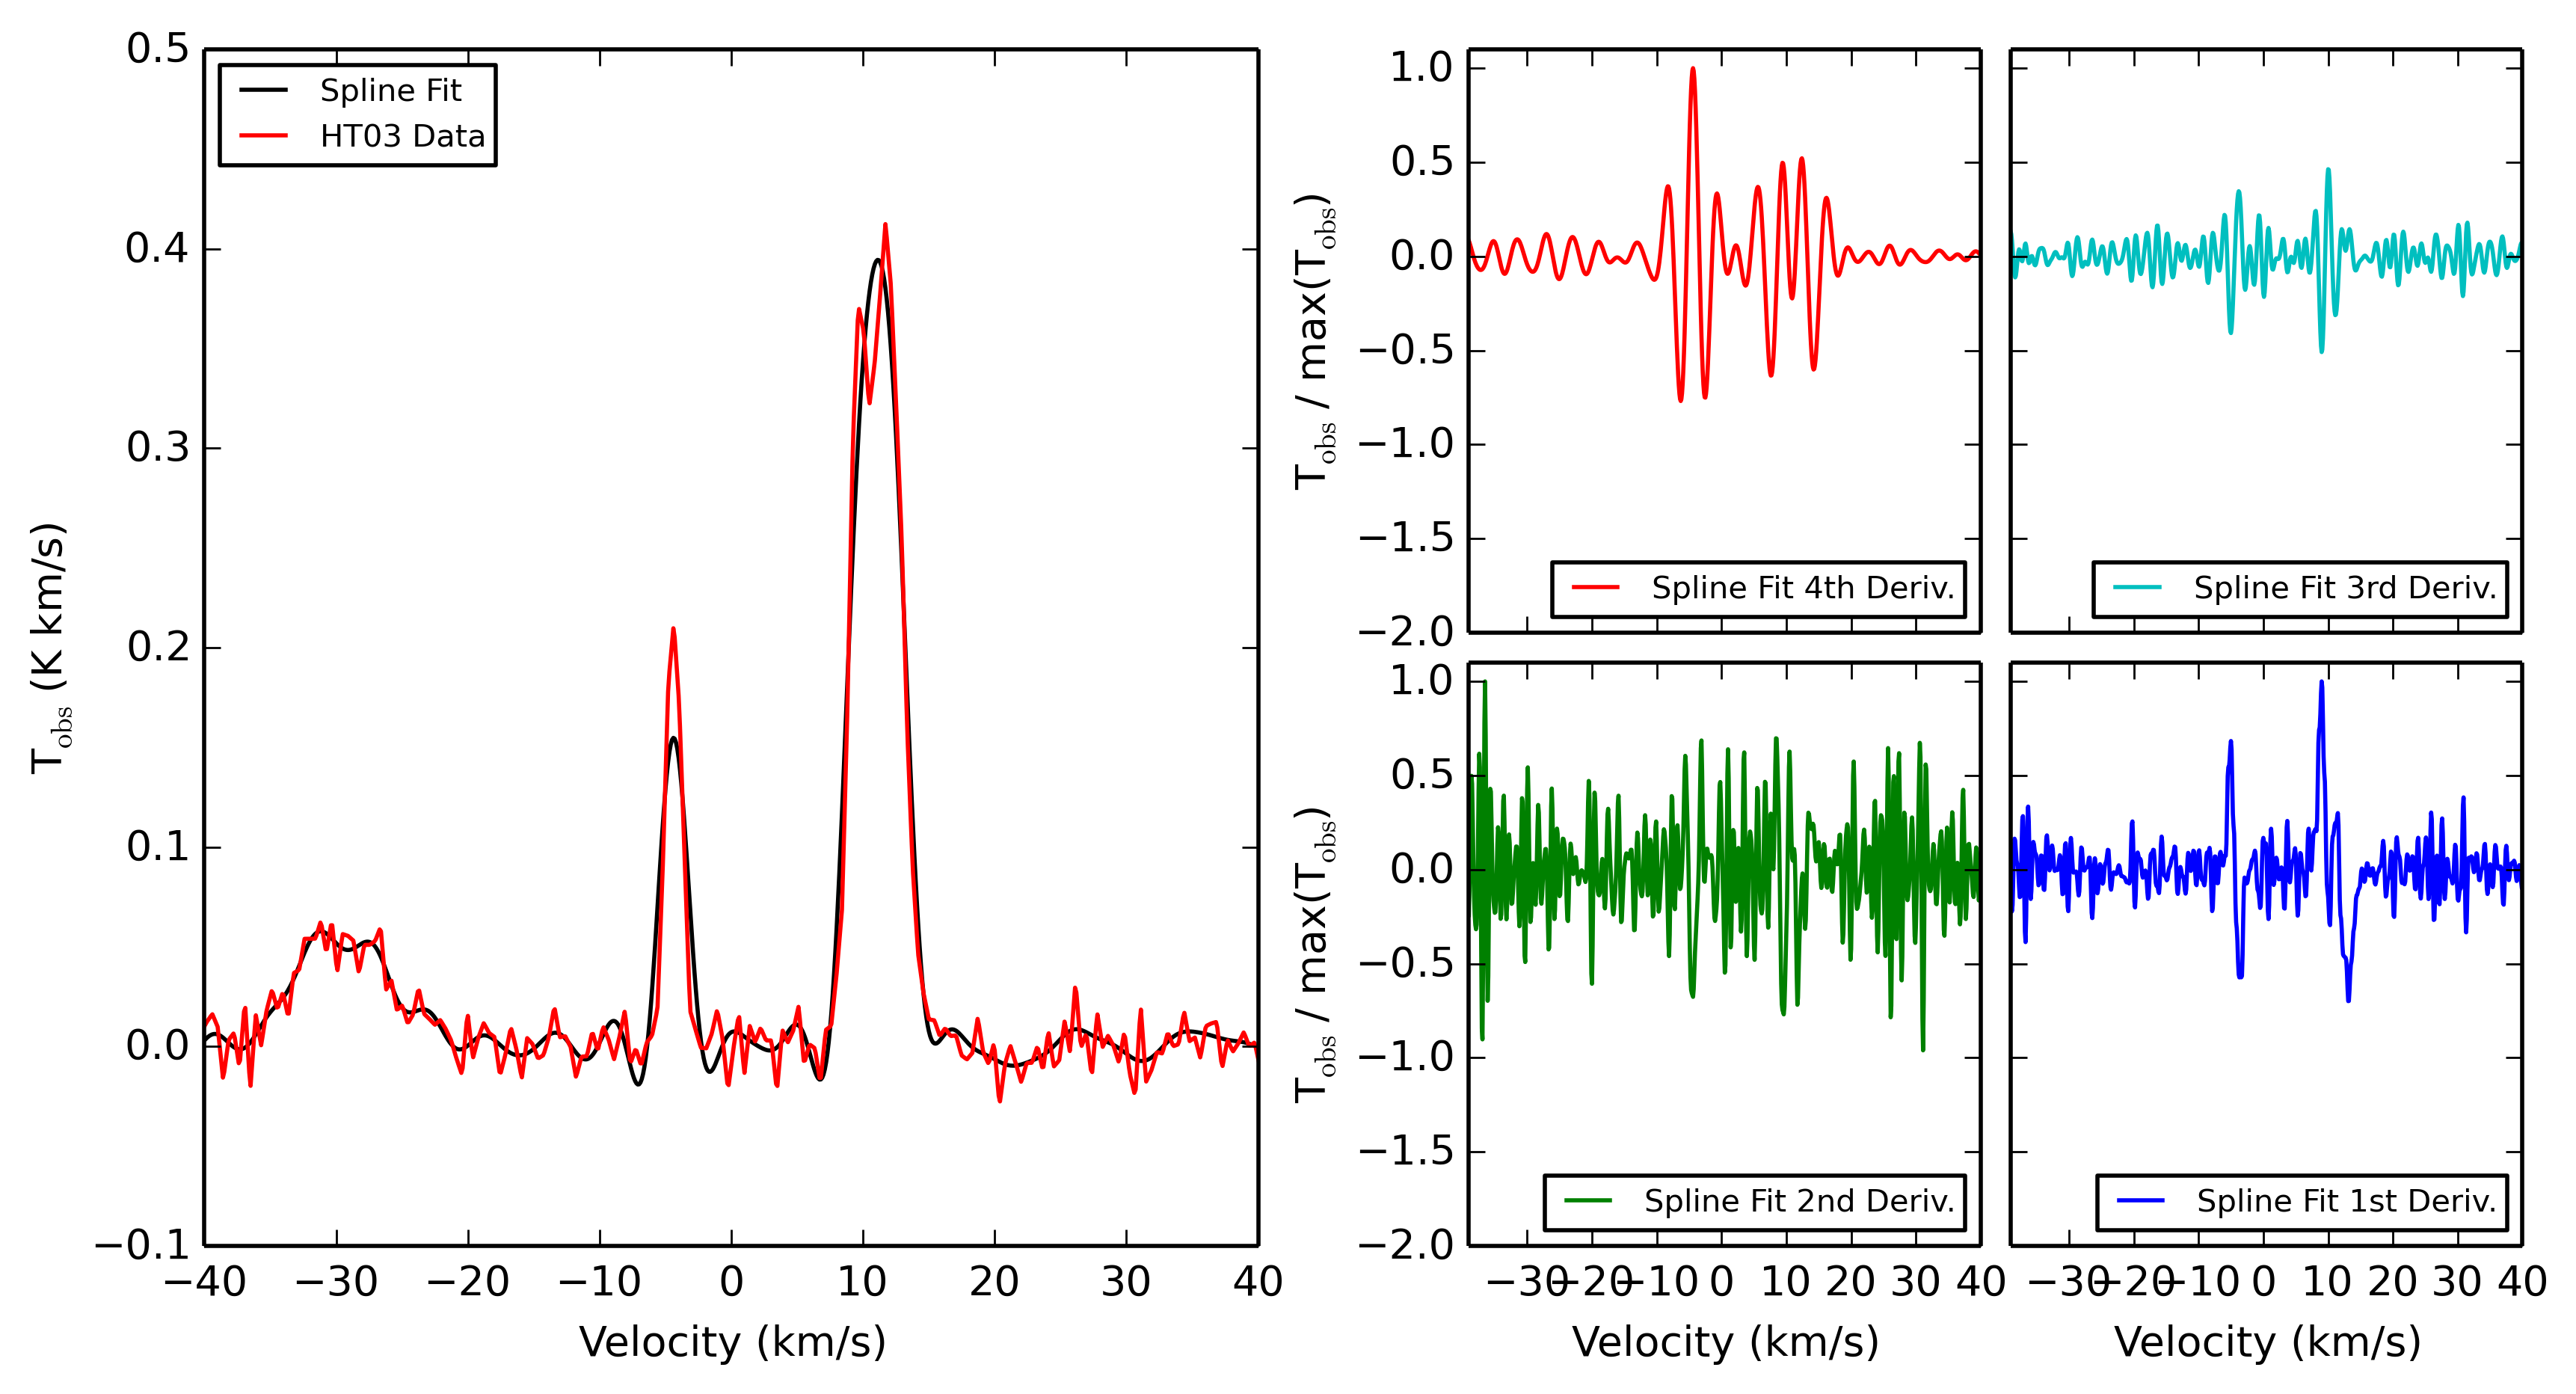 0.5
0.4
0.3
0.2
0.1
0.0
−0.1
T_obs (K km/s)
Spline Fit
HT03 Data
−40 −30 −20 −10 0 10 20 30 40
Velocity (km/s)
T_obs / max(T_obs)
1.0
0.5
0.0
−0.5
−1.0
−1.5
−2.0
Spline Fit 4th Deriv.
Spline Fit 3rd Deriv.
T_obs / max(T_obs)
1.0
0.5
0.0
−0.5
−1.0
−1.5
−2.0
Spline Fit 2nd Deriv.
−30 −20 −10 0 10 20 30 40
Velocity (km/s)
Spline Fit 1st Deriv.
−30 −20 −10 0 10 20 30 40
Velocity (km/s)